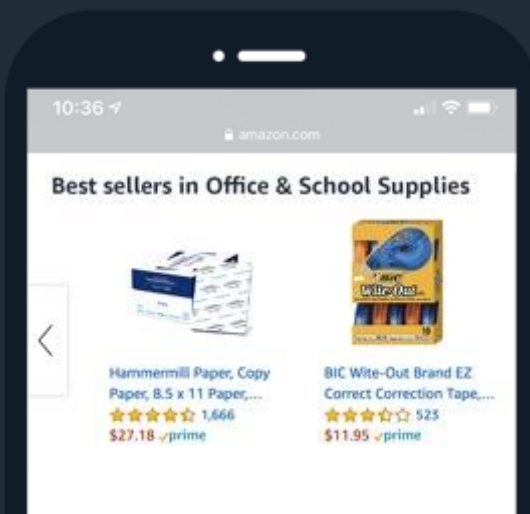 10:36
amazon.com
Best sellers in Office & School Supplies
BIC
Wite-Out
10
Hammermill Paper, Copy
Paper, 8.5 x 11 Paper,...
1,666
$27.18 prime
BIC Wite-Out Brand EZ
Correct Correction Tape,...
523
$11.95 prime